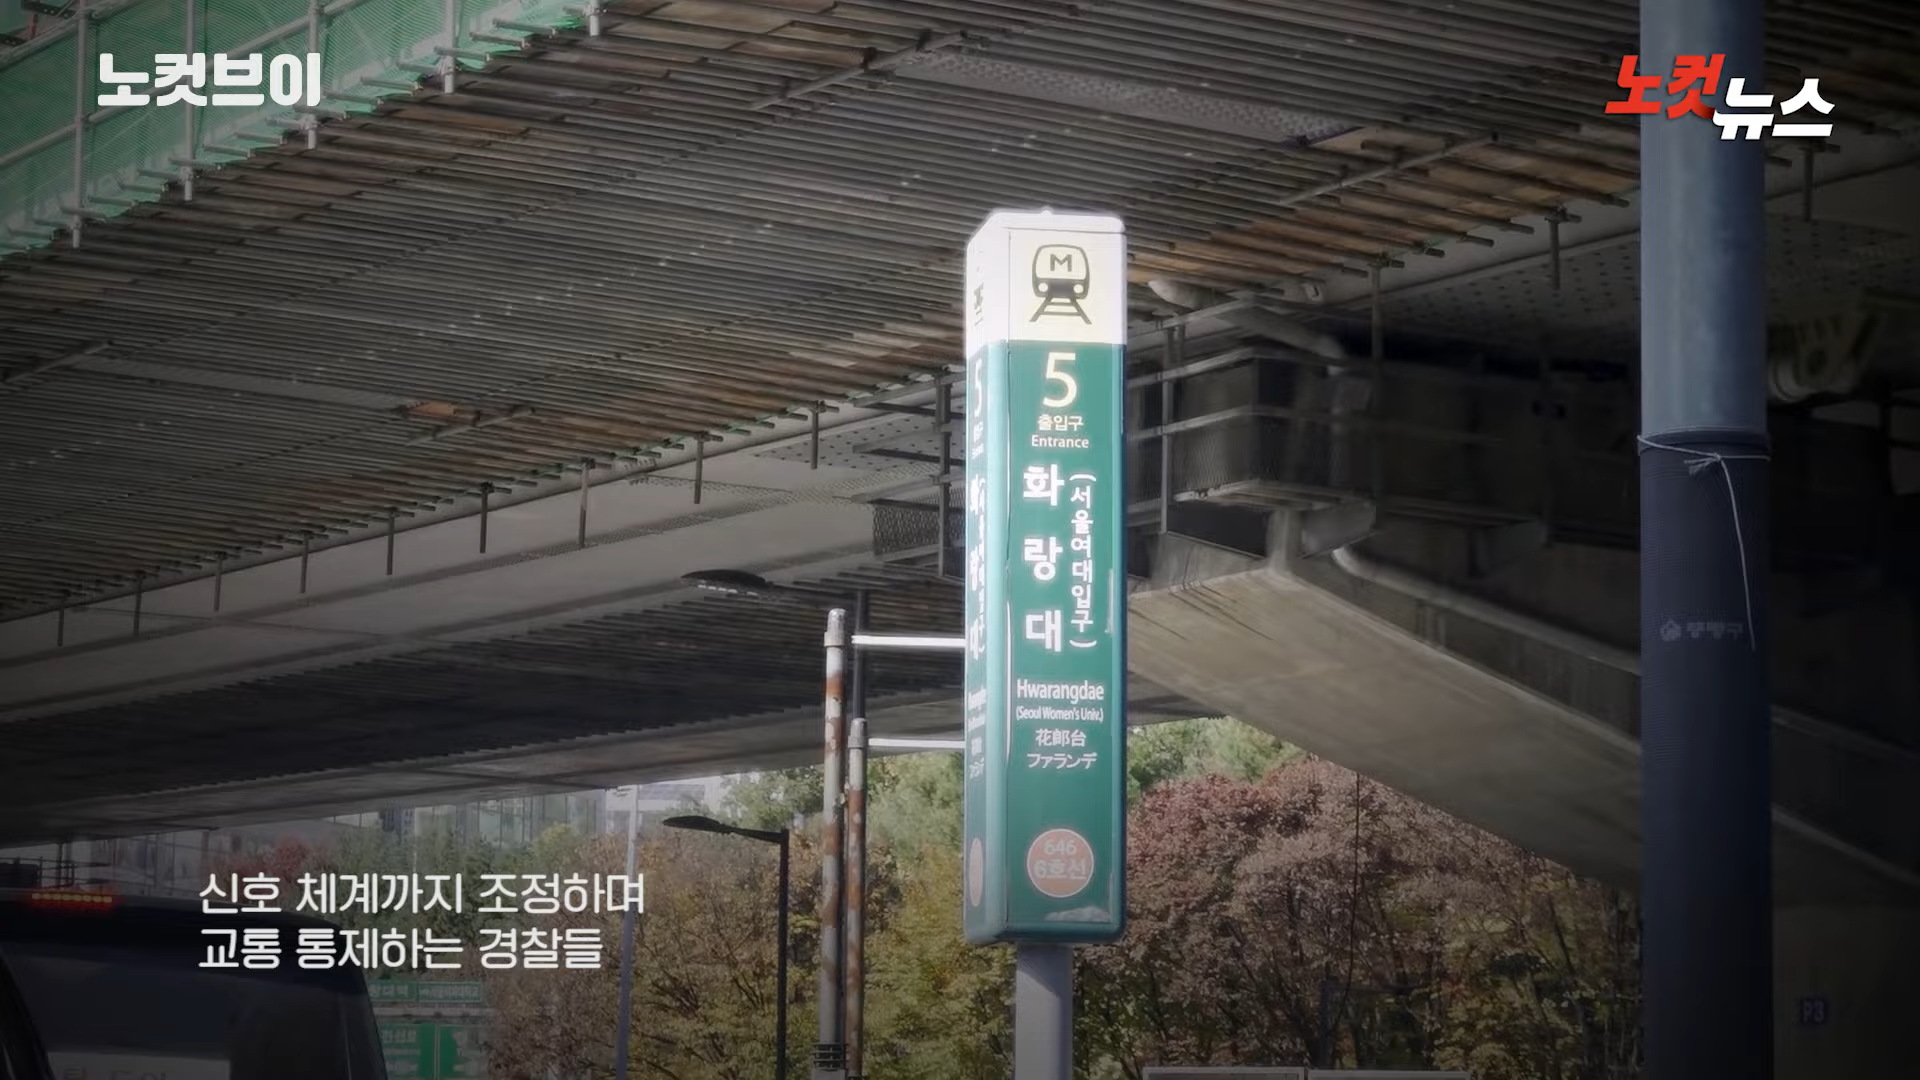 노컷브이
노컷뉴스
M
5
출입구
Entrance
화랑대
(서울여대입구)
Hwarangdae
(Seoul Women's Univ.)
花郎台
ファランデ
646
6호선
신호 체계까지 조정하며
교통 통제하는 경찰들
P3